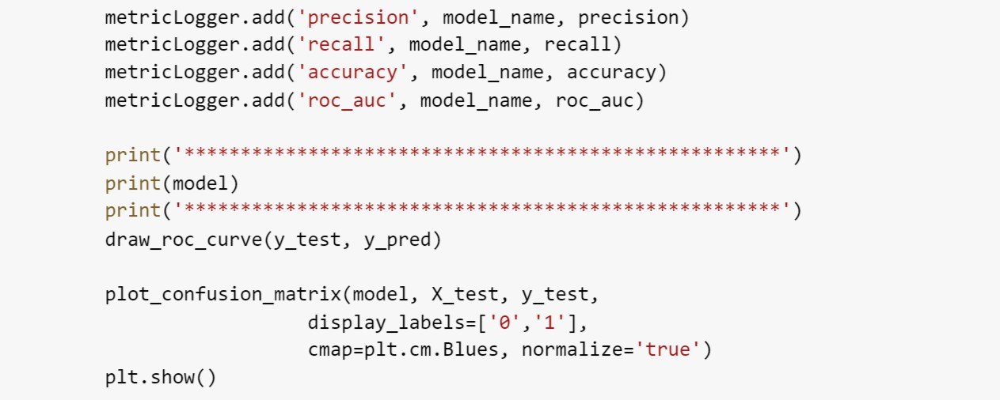 metricLogger.add('precision', model_name, precision)
metricLogger.add('recall', model_name, recall)
metricLogger.add('accuracy', model_name, accuracy)
metricLogger.add('roc_auc', model_name, roc_auc)
print('*****************************************************')
print(model)
print('*****************************************************')
draw_roc_curve(y_test, y_pred)
plot_confusion_matrix(model, X_test, y_test,
display_labels=['0','1'],
cmap=plt.cm.Blues, normalize='true')
plt.show()